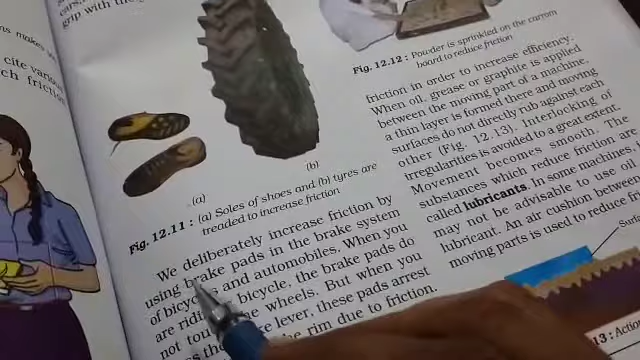 grip with the
cite various
ch friction
(a)
(b)
Fig. 12.11 : (a) Soles of shoes and (b) tyres are
treaded to increase friction
We deliberately increase friction by
using brake pads in the brake system
of bicycles and automobiles. When you
are riding bicycle, the brake pads do
not touch the wheels. But when you
lever, these pads arrest
the rim due to friction.
Fig. 12.12 : Powder is sprinkled on the carrom
board to reduce friction
friction in order to increase efficiency.
When oil, grease or graphite is applied
between the moving part of a machine,
a thin layer is formed there and moving
surfaces do not directly rub against each
other (Fig. 12.13). Interlocking of
irregularities is avoided to a great extent.
Movement becomes smooth. The
substances which reduce friction are
called lubricants. In some machines,
may not be advisable to use oil
lubricant. An air cushion between
moving parts is used to reduce
Surface
13 : Action